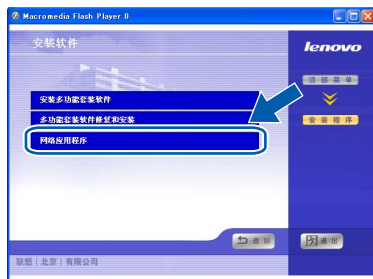 Macromedia Flash Player 8
安装软件
lenovo
顶部菜单
安装多功能套装软件
多功能套装软件修复和安装
安装程序
网络应用程序
返回
退出
联想（北京）有限公司